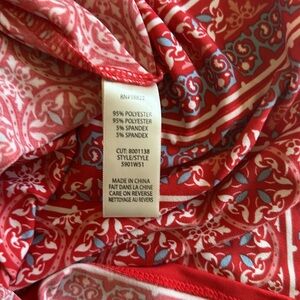 95% POLYESTER
95% POLYESTER
5% SPANDEX
5% SPANDEX
CUT: 8001138
STYLE/STYLE
5901W51
MADE IN CHINA
FAIT DANS LA CHINE
CARE ON REVERSE
NETTOYAGE AU REVERS